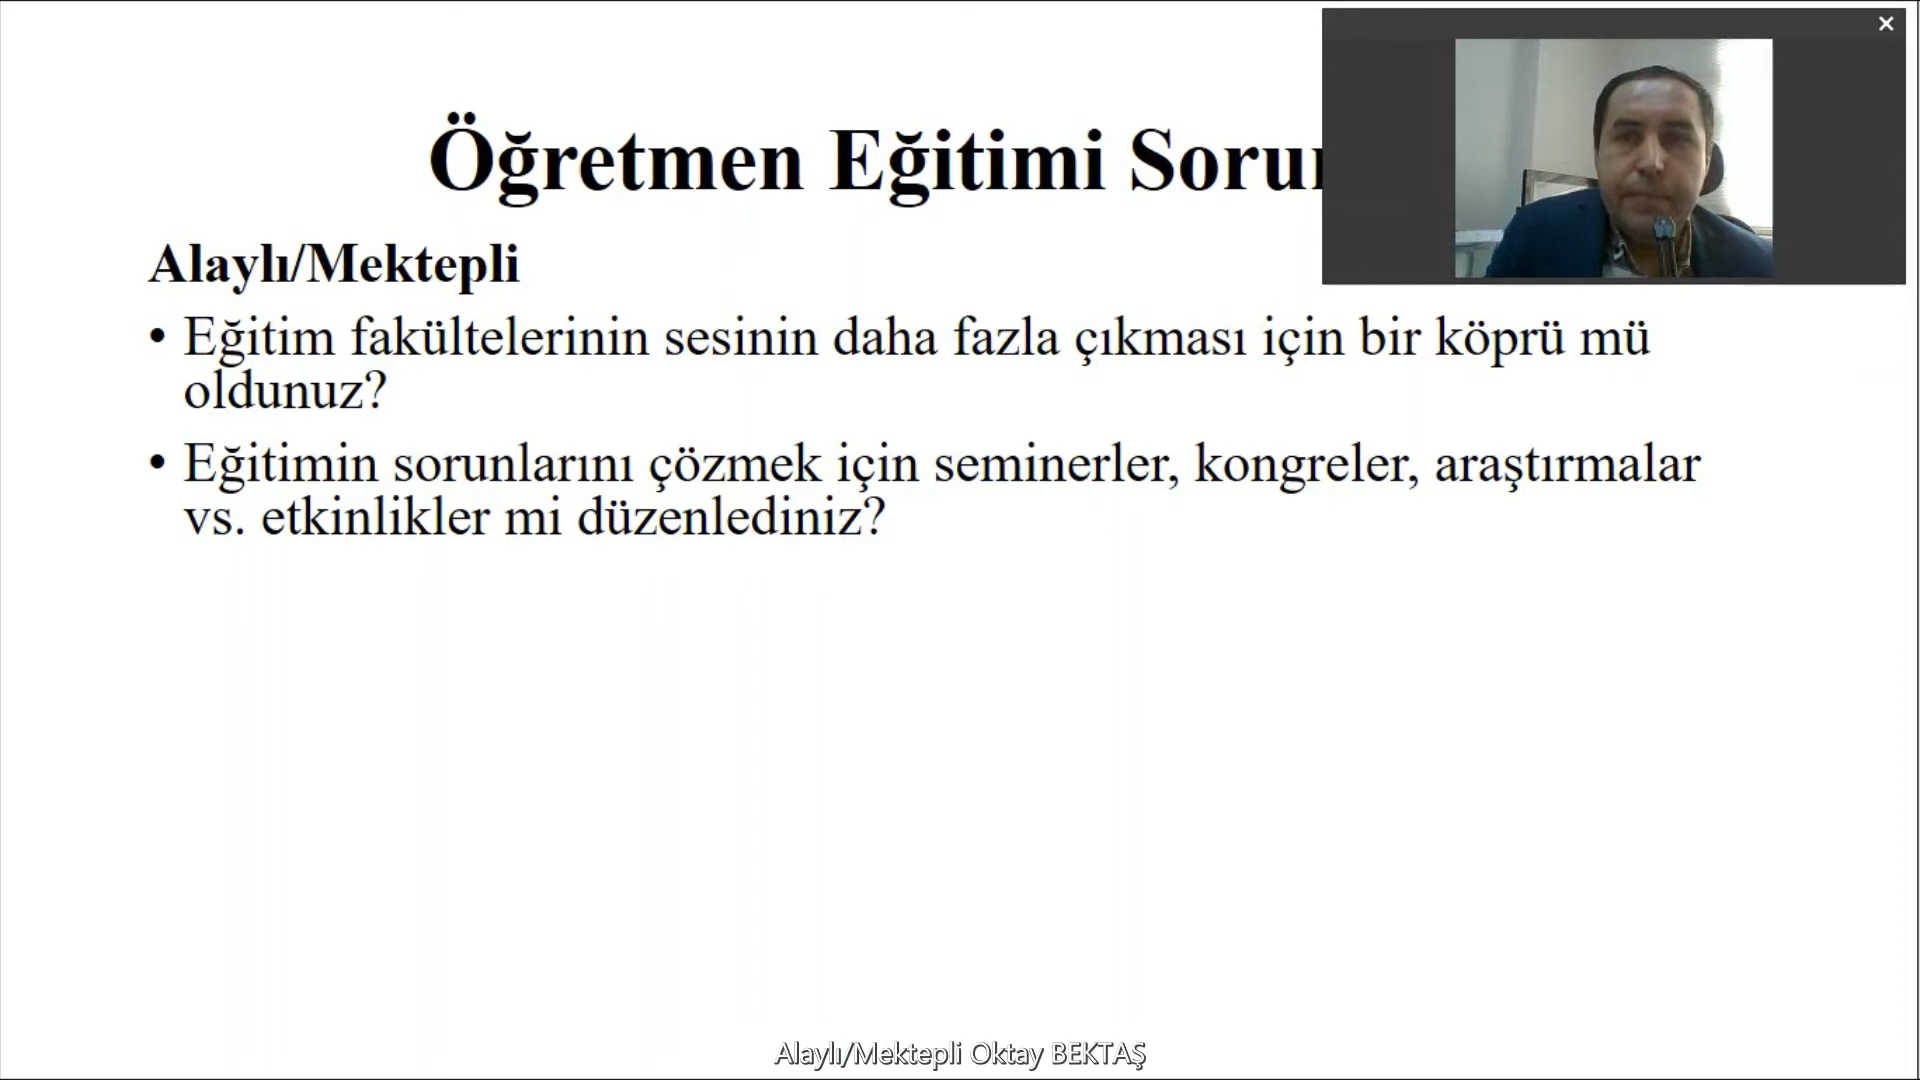 Öğretmen Eğitimi
Alaylı/Mektepli
• Eğitim fakültelerinin sesinin daha fazla çıkması için bir köprü mü
oldunuz?
• Eğitimin sorunlarını çözmek için seminerler, kongreler, araştırmalar
vs. etkinlikler mi düzenlediniz?
Alaylı/Mektepli Oktay BEKTAŞ